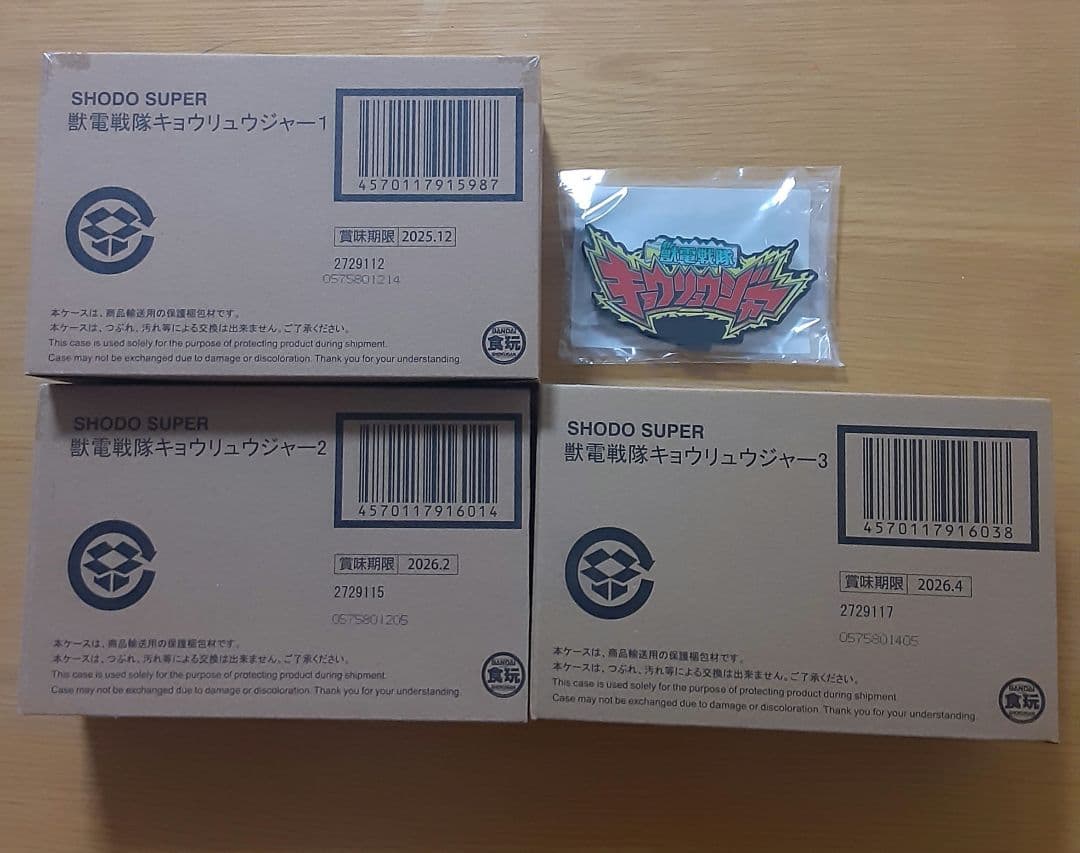 SHODO SUPER
獣電戦隊キョウリュウジャー1
4570117915987
賞味期限 2025.12
2729112
0575801214
本ケースは、商品輸送用の保護梱包材です。
本ケースは、つぶれ、汚れ等による交換は出来ません。ご了承ください。
This case is used solely for the purpose of protecting product during shipment.
Case may not be exchanged due to damage or discoloration. Thank you for your understanding.
BANDAI
食玩
SHOKUGAN
獣電戦隊
キョウリュウジャー
SHODO SUPER
獣電戦隊キョウリュウジャー2
4570117916014
賞味期限 2026.2
2729115
0575801205
本ケースは、商品輸送用の保護梱包材です。
本ケースは、つぶれ、汚れ等による交換は出来ません。ご了承ください。
This case is used solely for the purpose of protecting product during shipment.
Case may not be exchanged due to damage or discoloration. Thank you for your understanding.
BANDAI
食玩
SHOKUGAN
SHODO SUPER
獣電戦隊キョウリュウジャー3
4570117916038
賞味期限 2026.4
2729117
0575801405
本ケースは、商品輸送用の保護梱包材です。
本ケースは、つぶれ、汚れ等による交換は出来ません。ご了承ください。
This case is used solely for the purpose of protecting product during shipment.
Case may not be exchanged due to damage or discoloration. Thank you for your understanding.
BANDAI
食玩
SHOKUGAN